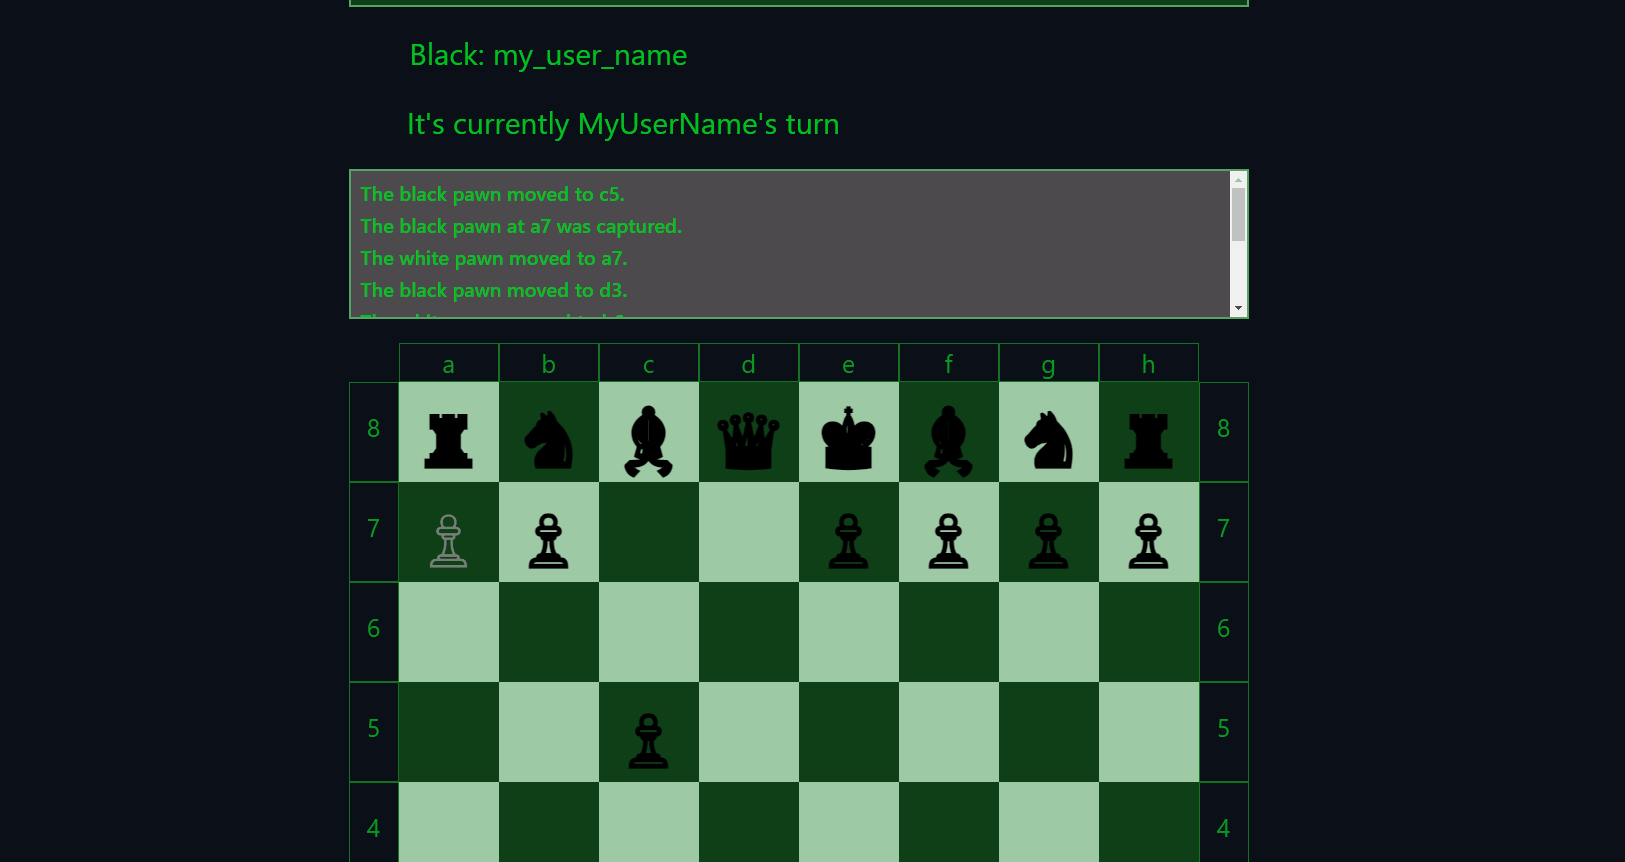 Black: my_user_name
It's currently MyUserName's turn
The black pawn moved to c5.
The black pawn at a7 was captured.
The white pawn moved to a7.
The black pawn moved to d3.
a b c d e f g h
8 8
7 7
6 6
5 5
4 4